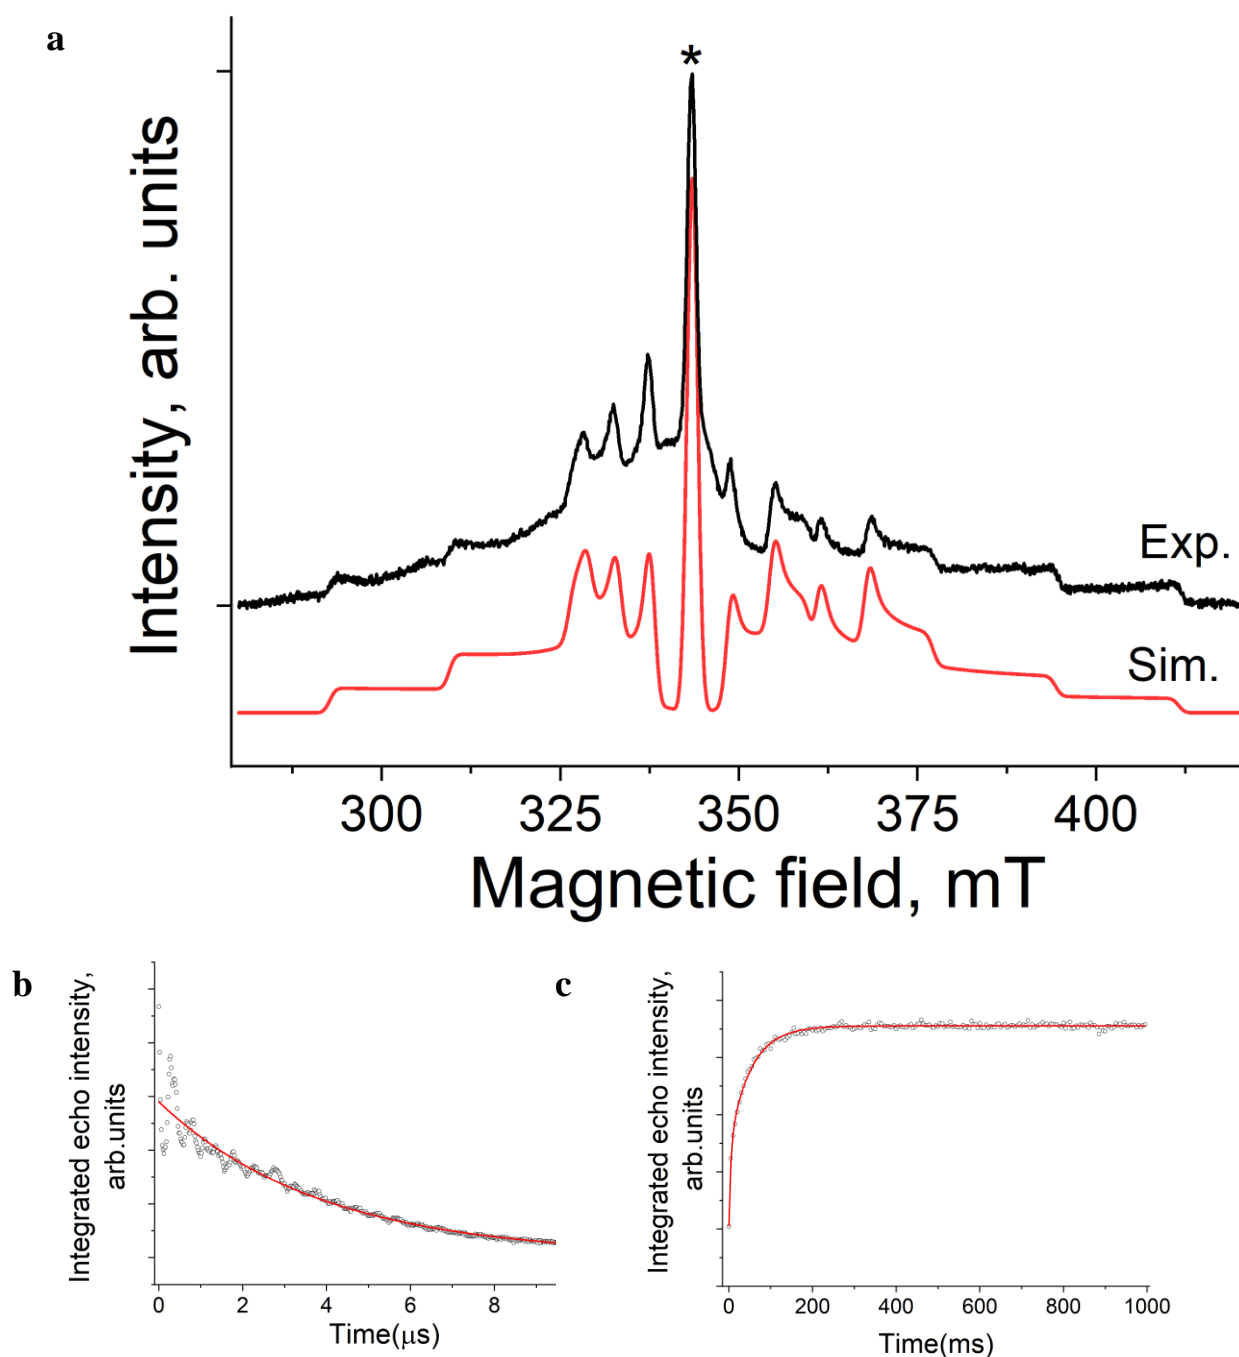 a
*
Intensity, arb. units
Exp.
Sim.
300 325 350 375 400
Magnetic field, mT
b
Integrated echo intensity,
arb.units
0 2 4 6 8
Time(μs)
c
Integrated echo intensity,
arb.units
0 200 400 600 800 1000
Time(ms)